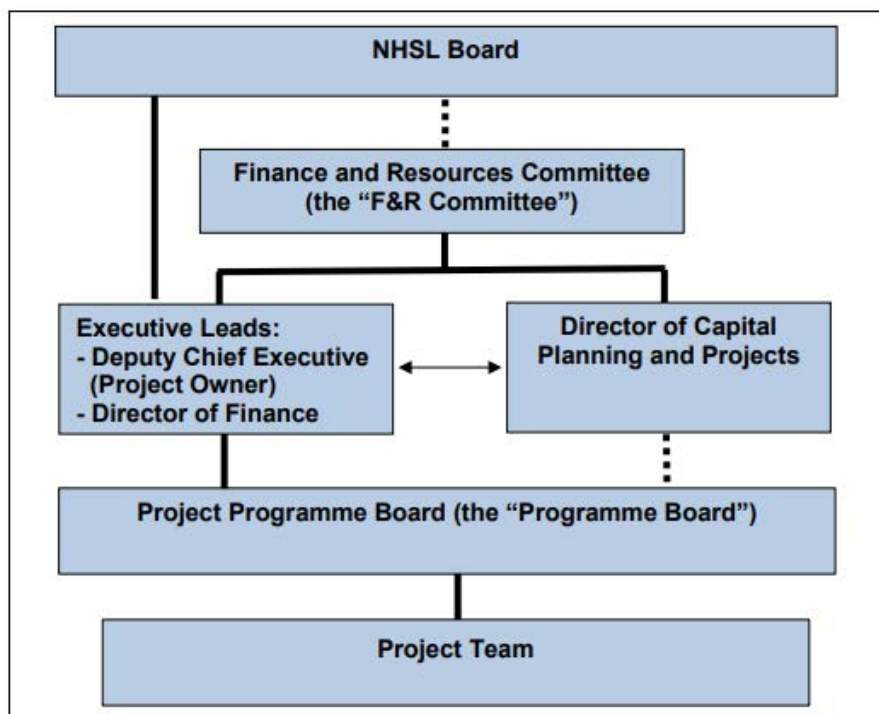 NHSL Board
Finance and Resources Committee
(the “F&R Committee”)
Executive Leads:
- Deputy Chief Executive
(Project Owner)
- Director of Finance
Director of Capital
Planning and Projects
Project Programme Board (the “Programme Board”)
Project Team